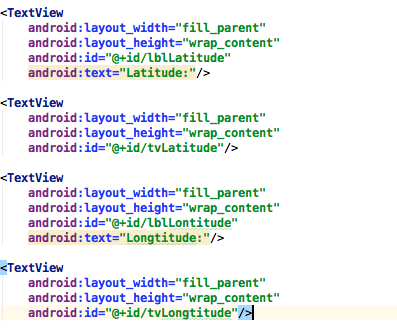 <TextView
android:layout_width="fill_parent"
android:layout_height="wrap_content"
android:id="@+id/lblLatitude"
android:text="Latitude:"/>
<TextView
android:layout_width="fill_parent"
android:layout_height="wrap_content"
android:id="@+id/tvLatitude"/>
<TextView
android:layout_width="fill_parent"
android:layout_height="wrap_content"
android:id="@+id/lblLontitude"
android:text="Longtitude:"/>
<TextView
android:layout_width="fill_parent"
android:layout_height="wrap_content"
android:id="@+id/tvLongtitude"/>